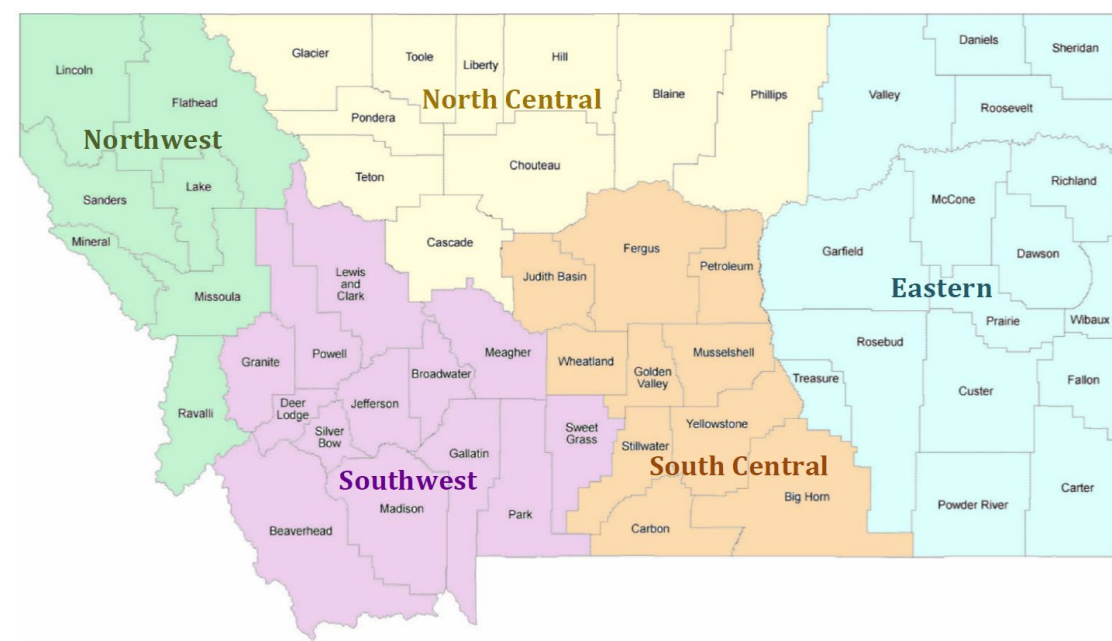 Lincoln
Flathead
Northwest
Sanders
Lake
Mineral
Missoula
Ravalli
Glacier
Toole
Liberty
Hill
Blaine
Phillips
North Central
Pondera
Chouteau
Teton
Cascade
Valley
Daniels
Sheridan
Roosevelt
Richland
McCone
Garfield
Dawson
Eastern
Prairie
Wibaux
Rosebud
Treasure
Custer
Fallon
Powder River
Carter
Lewis
and
Clark
Granite
Powell
Meagher
Broadwater
Deer
Lodge
Jefferson
Silver
Bow
Gallatin
Sweet
Grass
Southwest
Madison
Park
Beaverhead
Judith Basin
Fergus
Petroleum
Wheatland
Golden
Valley
Musselshell
Stillwater
Yellowstone
South Central
Carbon
Big Horn